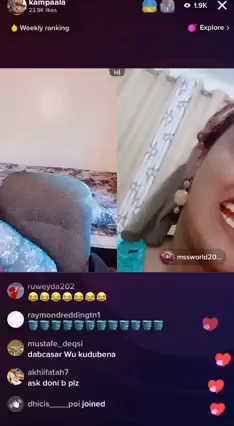 kampaala
23.9K likes
1.9K
Weekly ranking
Explore >
mssworld20...
ruweyda202
😂😂😂😂😂😂😂
raymondreddingtn1
mustafe_deqsi
dabcasar Wu kudubena
akhiifatah7
ask doni b plz
dhicis____poi joined